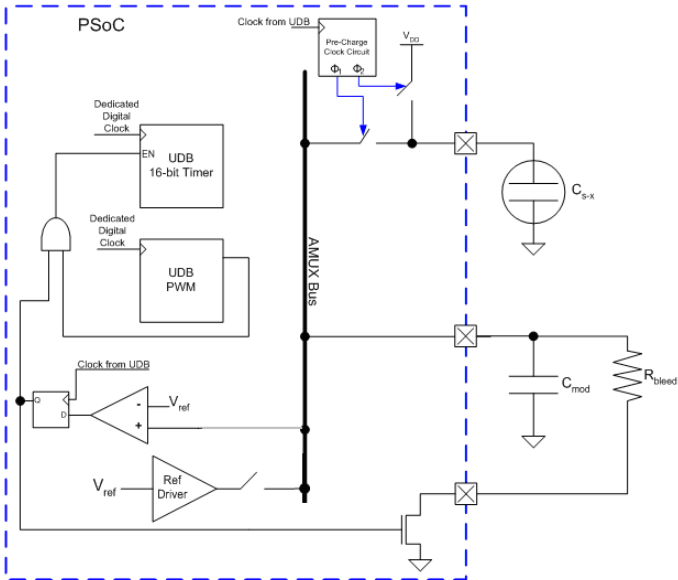 PSoC
Clock from UDB
Pre-Charge
Clock Circuit
Φ1 Φ2
VDD
Dedicated
Digital
Clock
EN
UDB
16-bit Timer
Dedicated
Digital
Clock
UDB
PWM
AMUX Bus
Cs-x
Clock from UDB
Q
D
-
+
Vref
Cmod
Rbleed
Vref
Ref
Driver